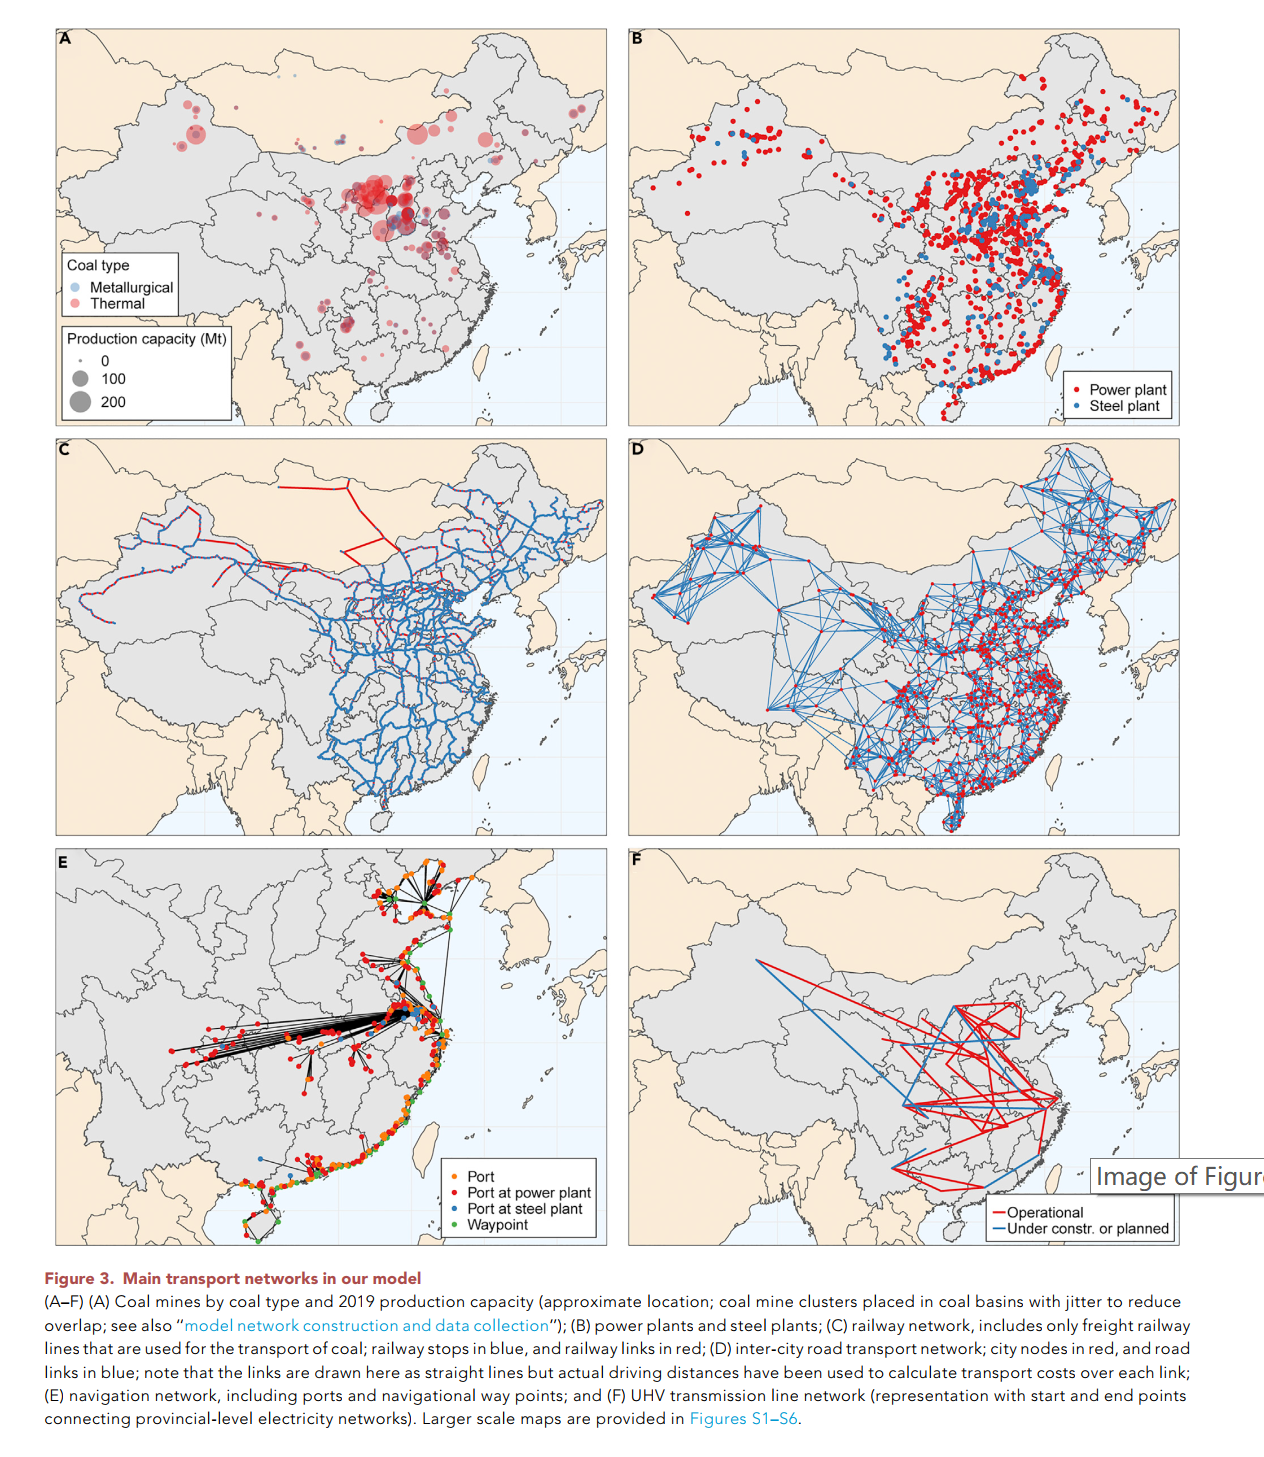 A
B
Coal type
Metallurgical
Thermal
Production capacity (Mt)
0
100
200
Power plant
Steel plant
C
D
E
F
Port
Port at power plant
Port at steel plant
Waypoint
Image of Figur
Operational
Under constr. or planned
Figure 3. Main transport networks in our model
(A–F) (A) Coal mines by coal type and 2019 production capacity (approximate location; coal mine clusters placed in coal basins with jitter to reduce
overlap; see also “model network construction and data collection”); (B) power plants and steel plants; (C) railway network, includes only freight railway
lines that are used for the transport of coal; railway stops in blue, and railway links in red; (D) inter-city road transport network; city nodes in red, and road
links in blue; note that the links are drawn here as straight lines but actual driving distances have been used to calculate transport costs over each link;
(E) navigation network, including ports and navigational way points; and (F) UHV transmission line network (representation with start and end points
connecting provincial-level electricity networks). Larger scale maps are provided in Figures S1–S6.